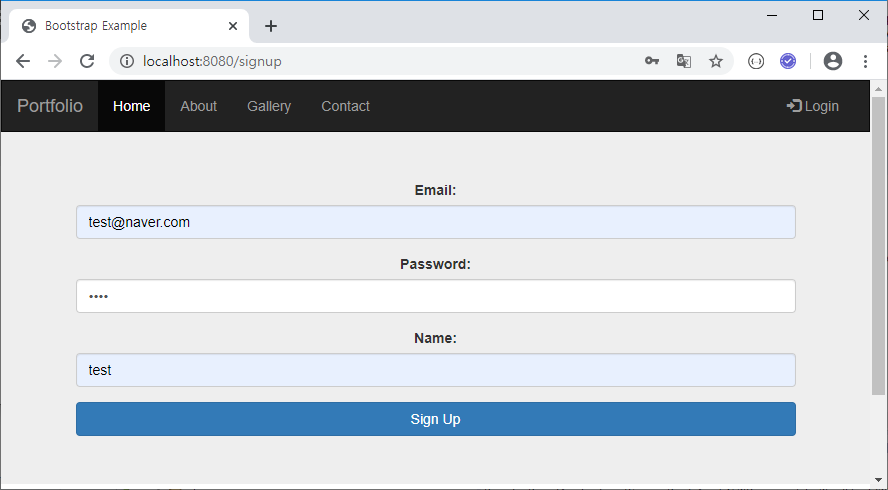 Bootstrap Example
localhost:8080/signup
Portfolio Home About Gallery Contact Login
Email:
test@naver.com
Password:
••••
Name:
test
Sign Up